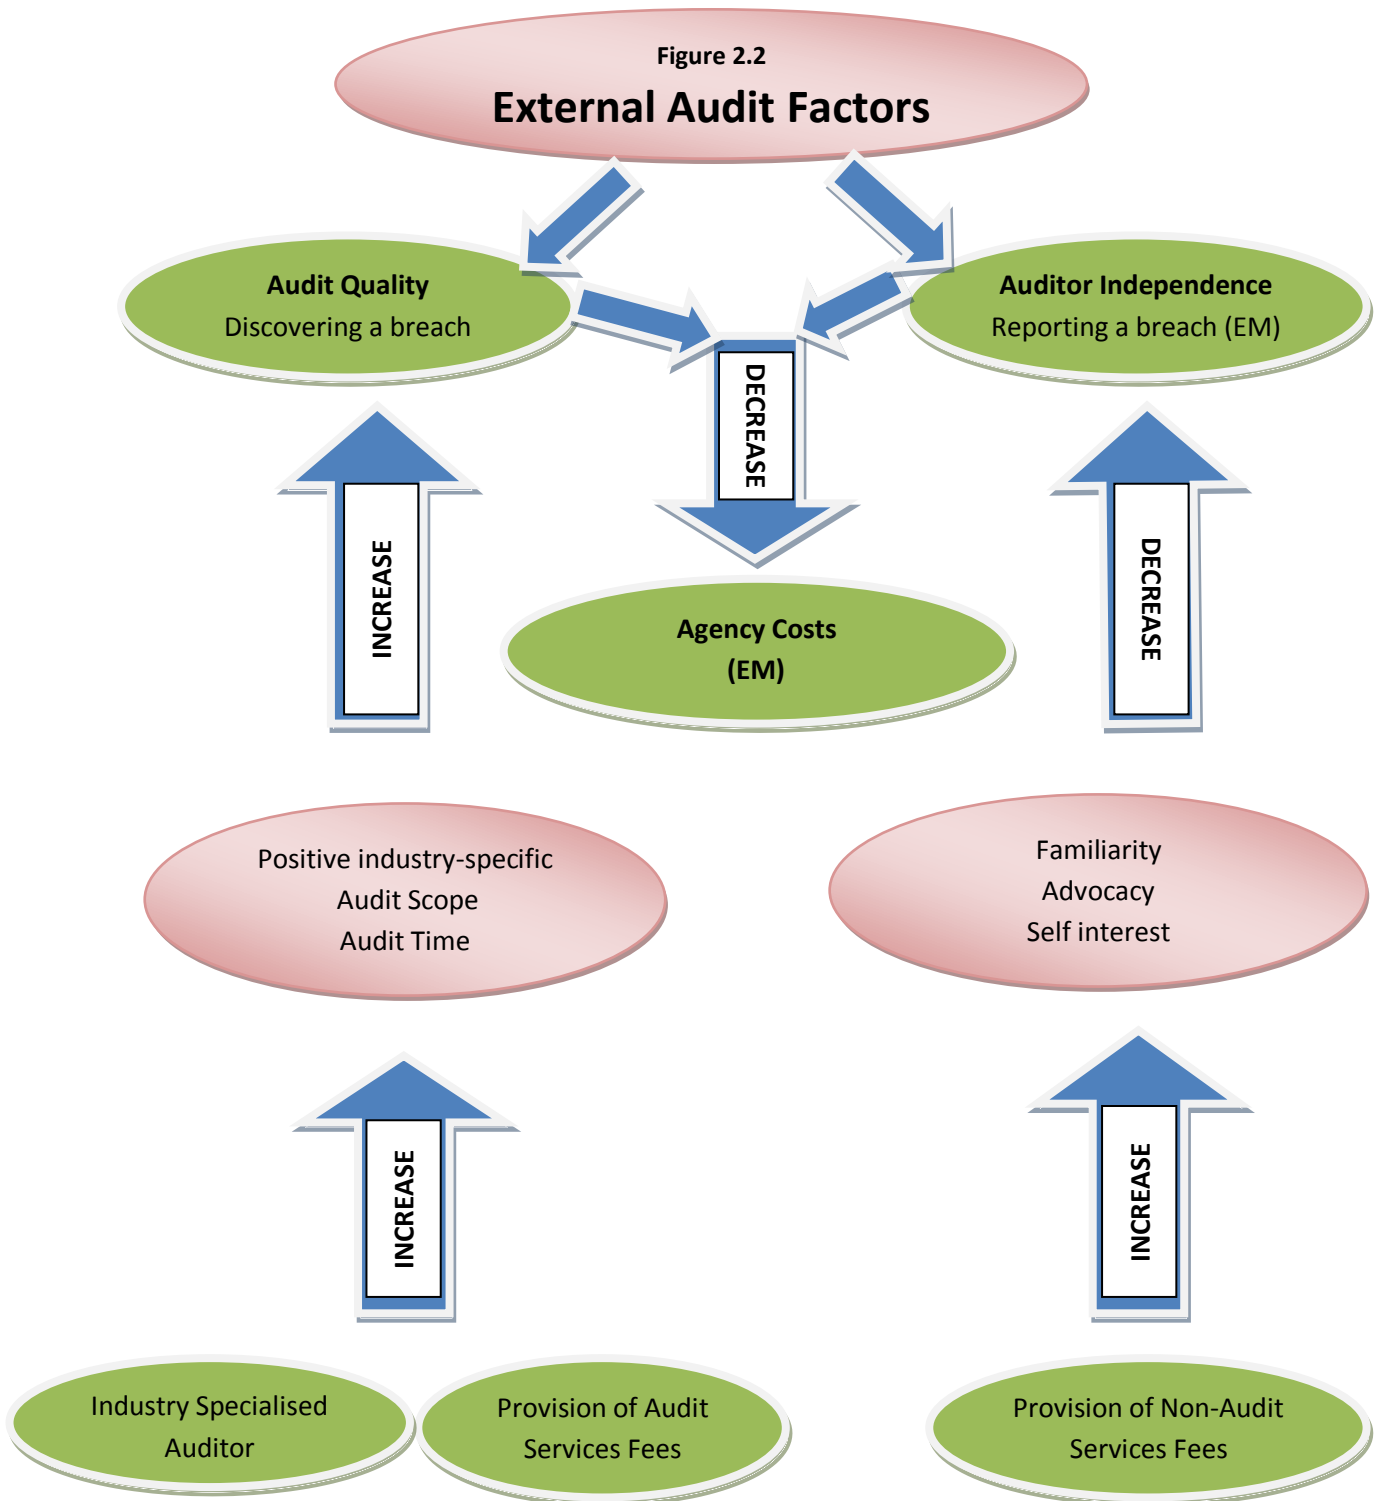 Figure 2.2
External Audit Factors
Audit Quality
Discovering a breach
Auditor Independence
Reporting a breach (EM)
DECREASE
INCREASE
DECREASE
Agency Costs
(EM)
Positive industry-specific
Audit Scope
Audit Time
Familiarity
Advocacy
Self interest
INCREASE
INCREASE
Industry Specialised
Auditor
Provision of Audit
Services Fees
Provision of Non-Audit
Services Fees